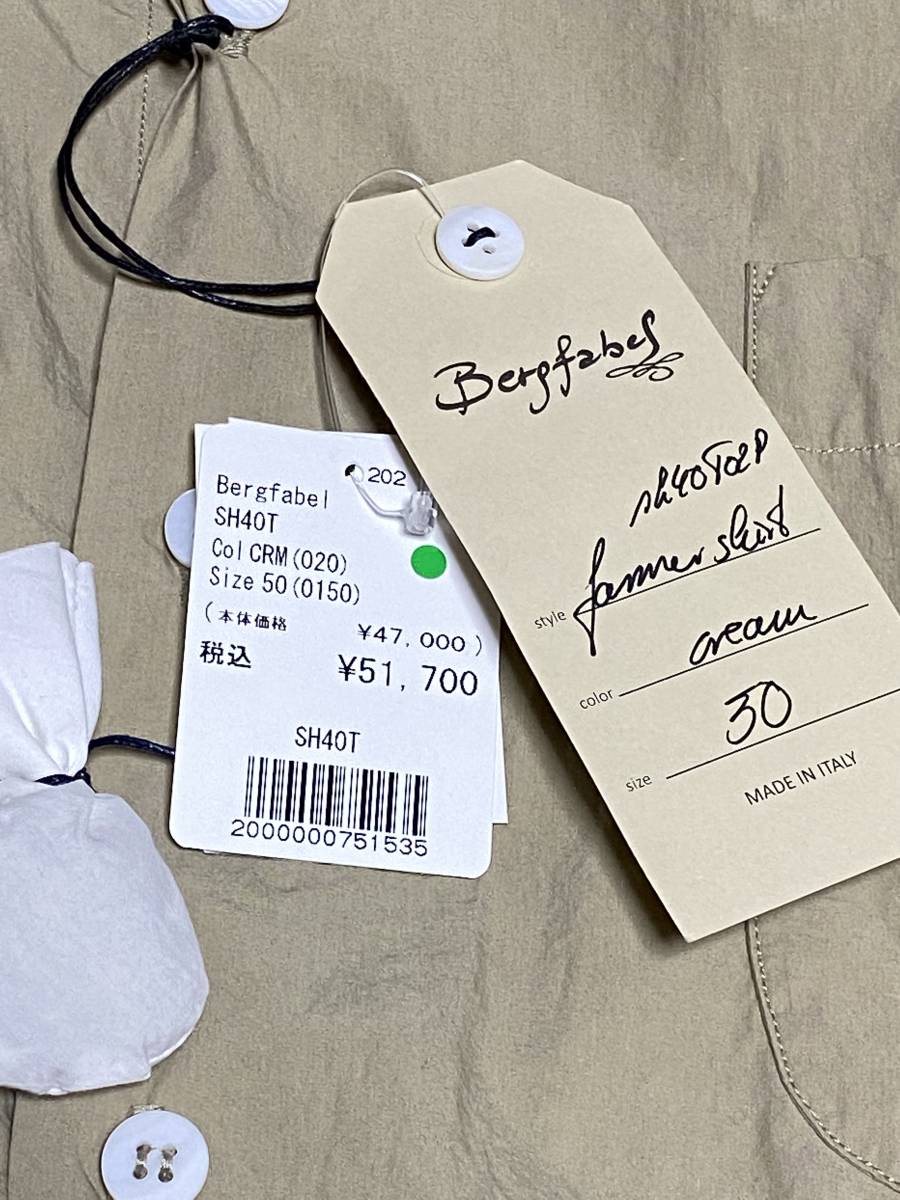 Bergfabel
202
SH40T
Col CRM(020)
Size 50(0150)
(本体価格 ¥47,000)
税込 ¥51,700
SH40T
2000000751535
Bergfabel
style farmer shirt
color cream
size
MADE IN ITALY